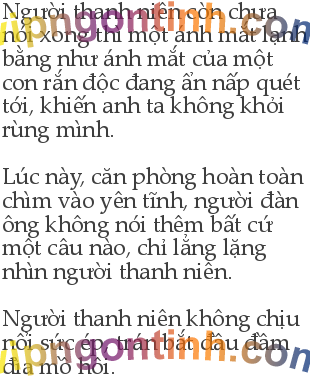 Người thanh niên còn chưa
nói xong thì một ánh mắt lạnh
bằng như ánh mắt của một
con rắn độc đang ẩn nấp quét
tới, khiến anh ta không khỏi
rùng mình.
Lúc này, căn phòng hoàn toàn
chìm vào yên tĩnh, người đàn
ông không nói thêm bất cứ
một câu nào, chỉ lẳng lặng
nhìn người thanh niên.
Người thanh niên không chịu
nổi sức ép, trán bắt đầu đầm
đìa mồ hôi.
vipngontinh.com
vipngontinh.com